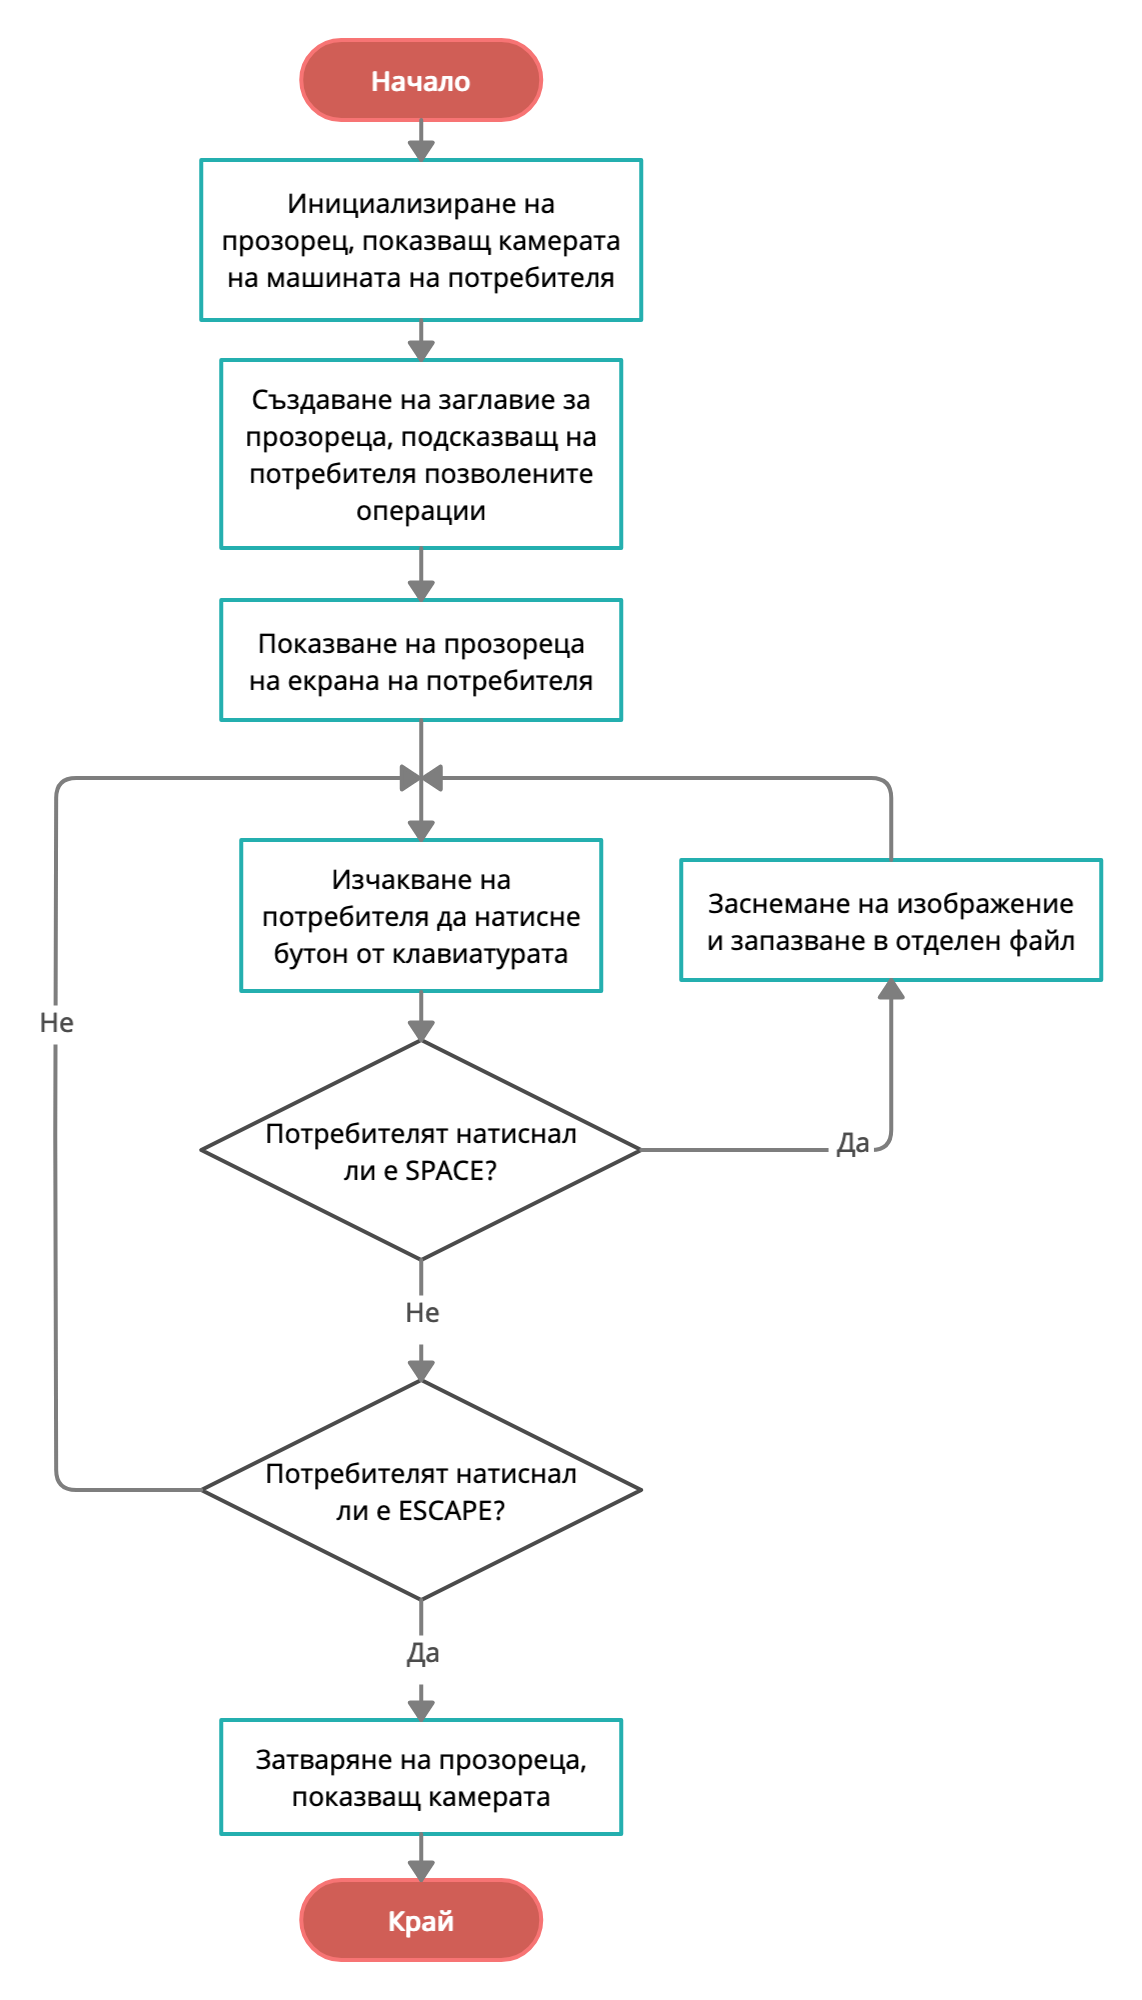 Начало
Инициализиране на
прозорец, показващ камерата
на машината на потребителя
Създаване на заглавие за
прозореца, подсказващ на
потребителя позволените
операции
Показване на прозореца
на екрана на потребителя
Изчакване на
потребителя да натисне
бутон от клавиатурата
Заснемане на изображение
и запазване в отделен файл
Не
Потребителят натиснал
ли е SPACE?
Да
Не
Потребителят натиснал
ли е ESCAPE?
Да
Затваряне на прозореца,
показващ камерата
Край